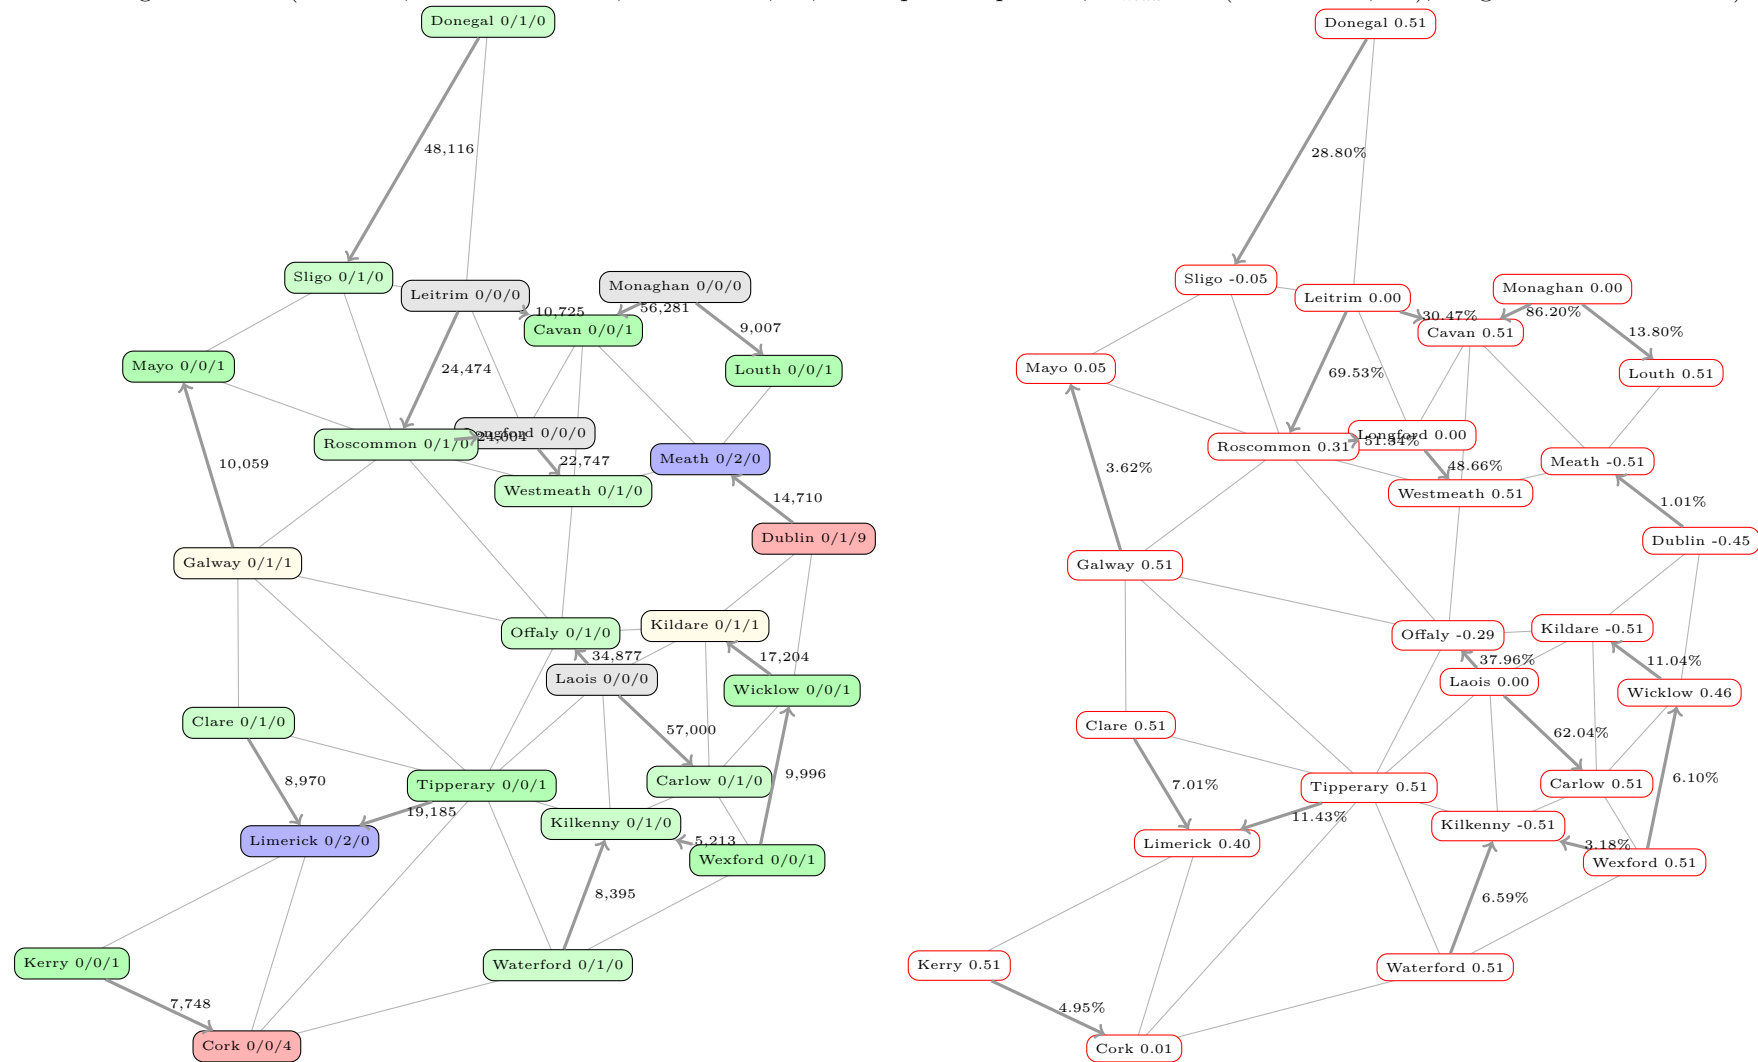 Donegal 0/1/0
48,116
Sligo 0/1/0
Leitrim 0/0/0
Monaghan 0/0/0
10,725
56,281
Cavan 0/0/1
9,007
Mayo 0/0/1
24,474
Louth 0/0/1
Roscommon 0/1/0
24,604
Longford 0/0/0
10,059
22,747
Meath 0/2/0
Westmeath 0/1/0
14,710
Dublin 0/1/9
Galway 0/1/1
Offaly 0/1/0
Kildare 0/1/1
34,877
17,204
Laois 0/0/0
Wicklow 0/0/1
Clare 0/1/0
57,000
8,970
Tipperary 0/0/1
Carlow 0/1/0
9,996
19,185
Kilkenny 0/1/0
Limerick 0/2/0
5,213
Wexford 0/0/1
8,395
Kerry 0/0/1
Waterford 0/1/0
7,748
Cork 0/0/4
Donegal 0.51
28.80%
Sligo -0.05
Leitrim 0.00
Monaghan 0.00
30.47%
86.20%
Cavan 0.51
13.80%
Mayo 0.05
69.53%
Louth 0.51
Roscommon 0.31
51.34%
Longford 0.00
3.62%
48.66%
Meath -0.51
Westmeath 0.51
1.01%
Dublin -0.45
Galway 0.51
Offaly -0.29
Kildare -0.51
37.96%
11.04%
Laois 0.00
Wicklow 0.46
Clare 0.51
62.04%
7.01%
Tipperary 0.51
Carlow 0.51
6.10%
11.43%
Kilkenny -0.51
Limerick 0.40
3.18%
Wexford 0.51
6.59%
Kerry 0.51
Waterford 0.51
4.95%
Cork 0.01